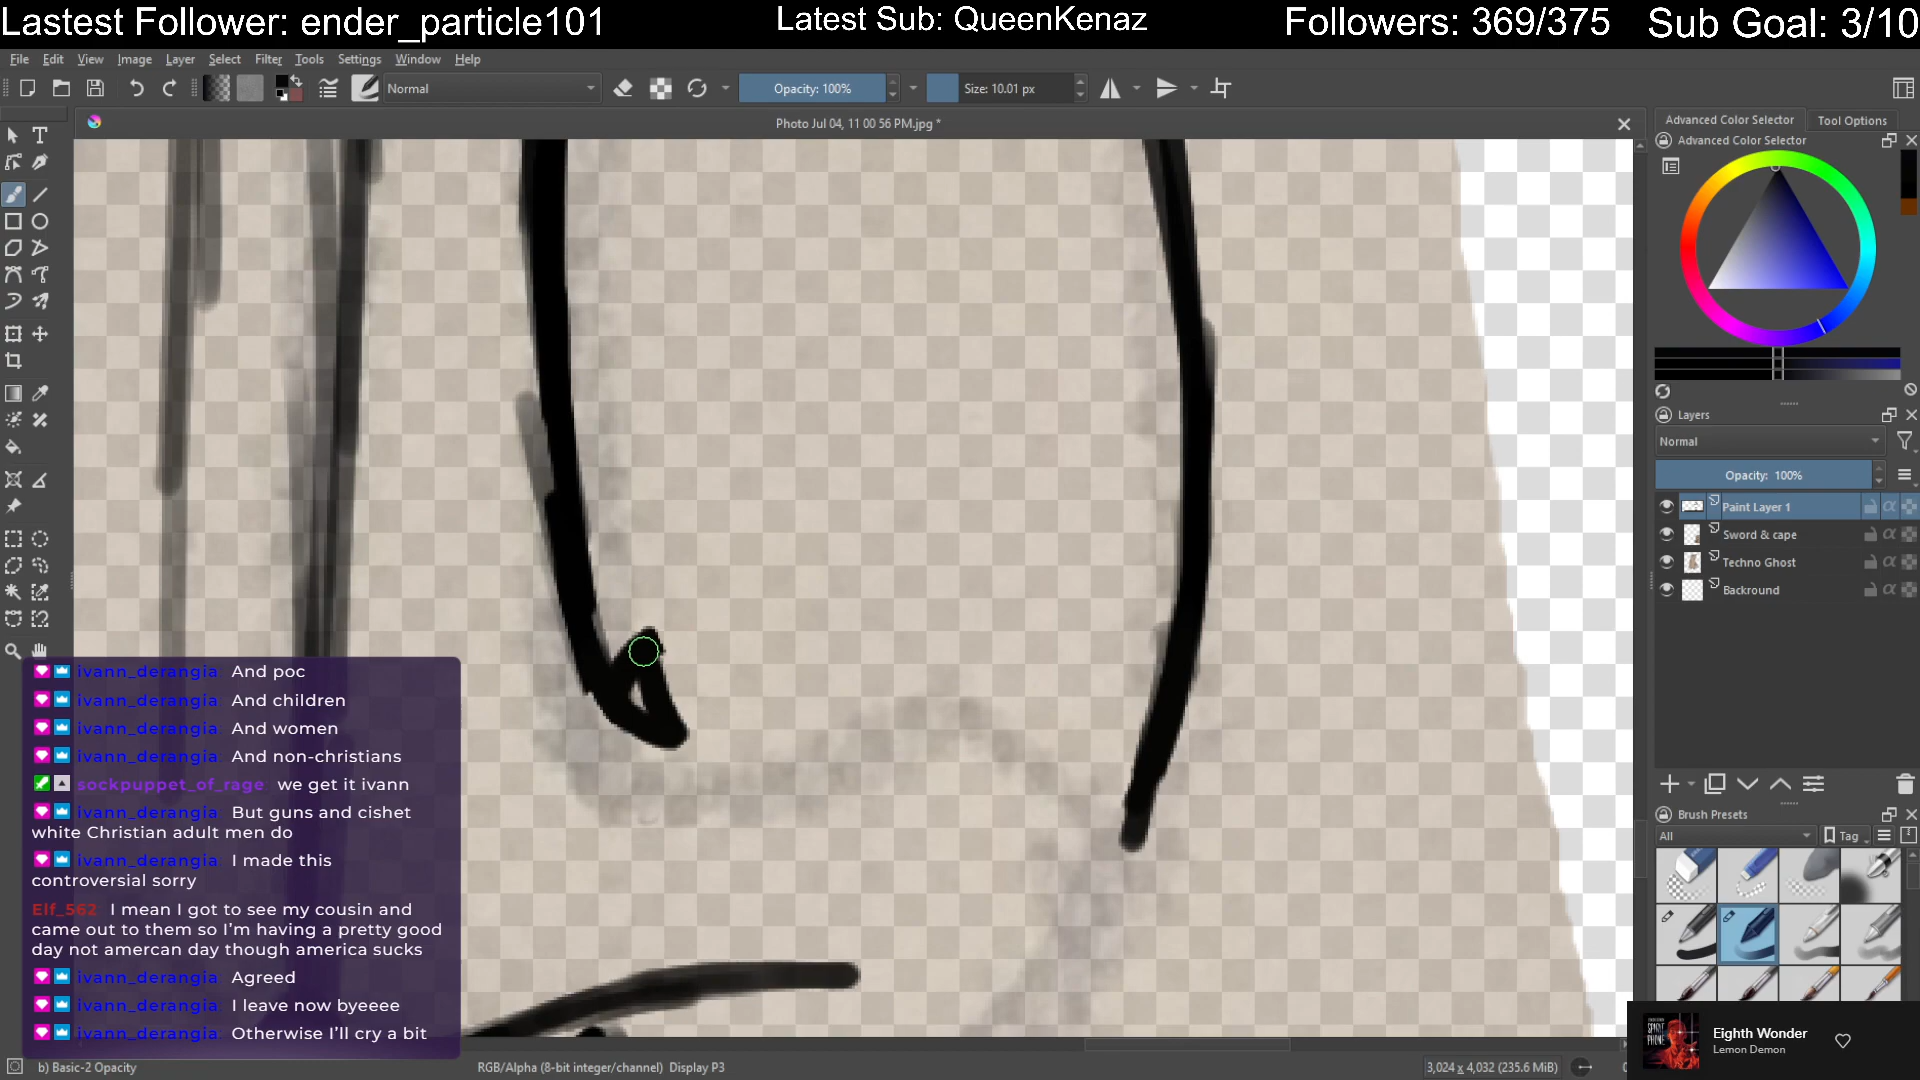 Lastest Follower: ender_particle101
Latest Sub: QueenKenaz
Followers: 369/375
Sub Goal: 3/10
File Edit View Image Layer Select Filter Tools Settings Window Help
Normal
Opacity: 100%
Size: 10.01 px
Photo Jul 04, 11 00 56 PM.jpg *
Advanced Color Selector
Tool Options
Advanced Color Selector
Layers
Normal
Opacity: 100%
Paint Layer 1
Sword & cape
Techno Ghost
Backround
Brush Presets
All
Tag
ivann_derangia: And poc
ivann_derangia: And children
ivann_derangia: And women
ivann_derangia: And non-christians
sockpuppet_of_rage we get it ivann
ivann_derangia: But guns and cishet
white Christian adult men do
ivann_derangia: I made this
controversial sorry
Elf_562 I mean I got to see my cousin and
came out to them so I'm having a pretty good
day not amercan day though america sucks
ivann_derangia: Agreed
ivann_derangia: I leave now byeeee
ivann_derangia: Otherwise I'll cry a bit
Eighth Wonder
Lemon Demon
b) Basic-2 Opacity
RGB/Alpha (8-bit integer/channel) Display P3
3,024 x 4,032 (235.6 MiB)